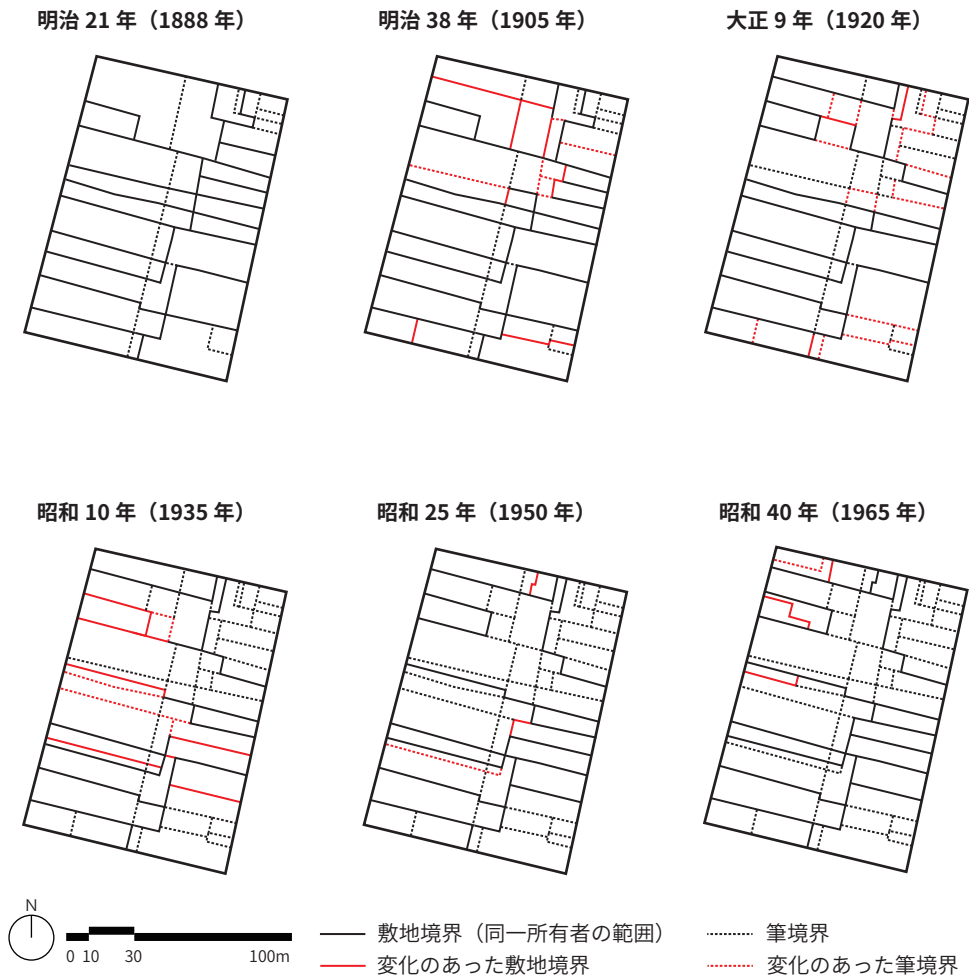 明治 21 年（1888 年）
明治 38 年（1905 年）
大正 9 年（1920 年）
昭和 10 年（1935 年）
昭和 25 年（1950 年）
昭和 40 年（1965 年）
N
0 10 30 100m
敷地境界（同一所有者の範囲）
筆境界
変化のあった敷地境界
変化のあった筆境界